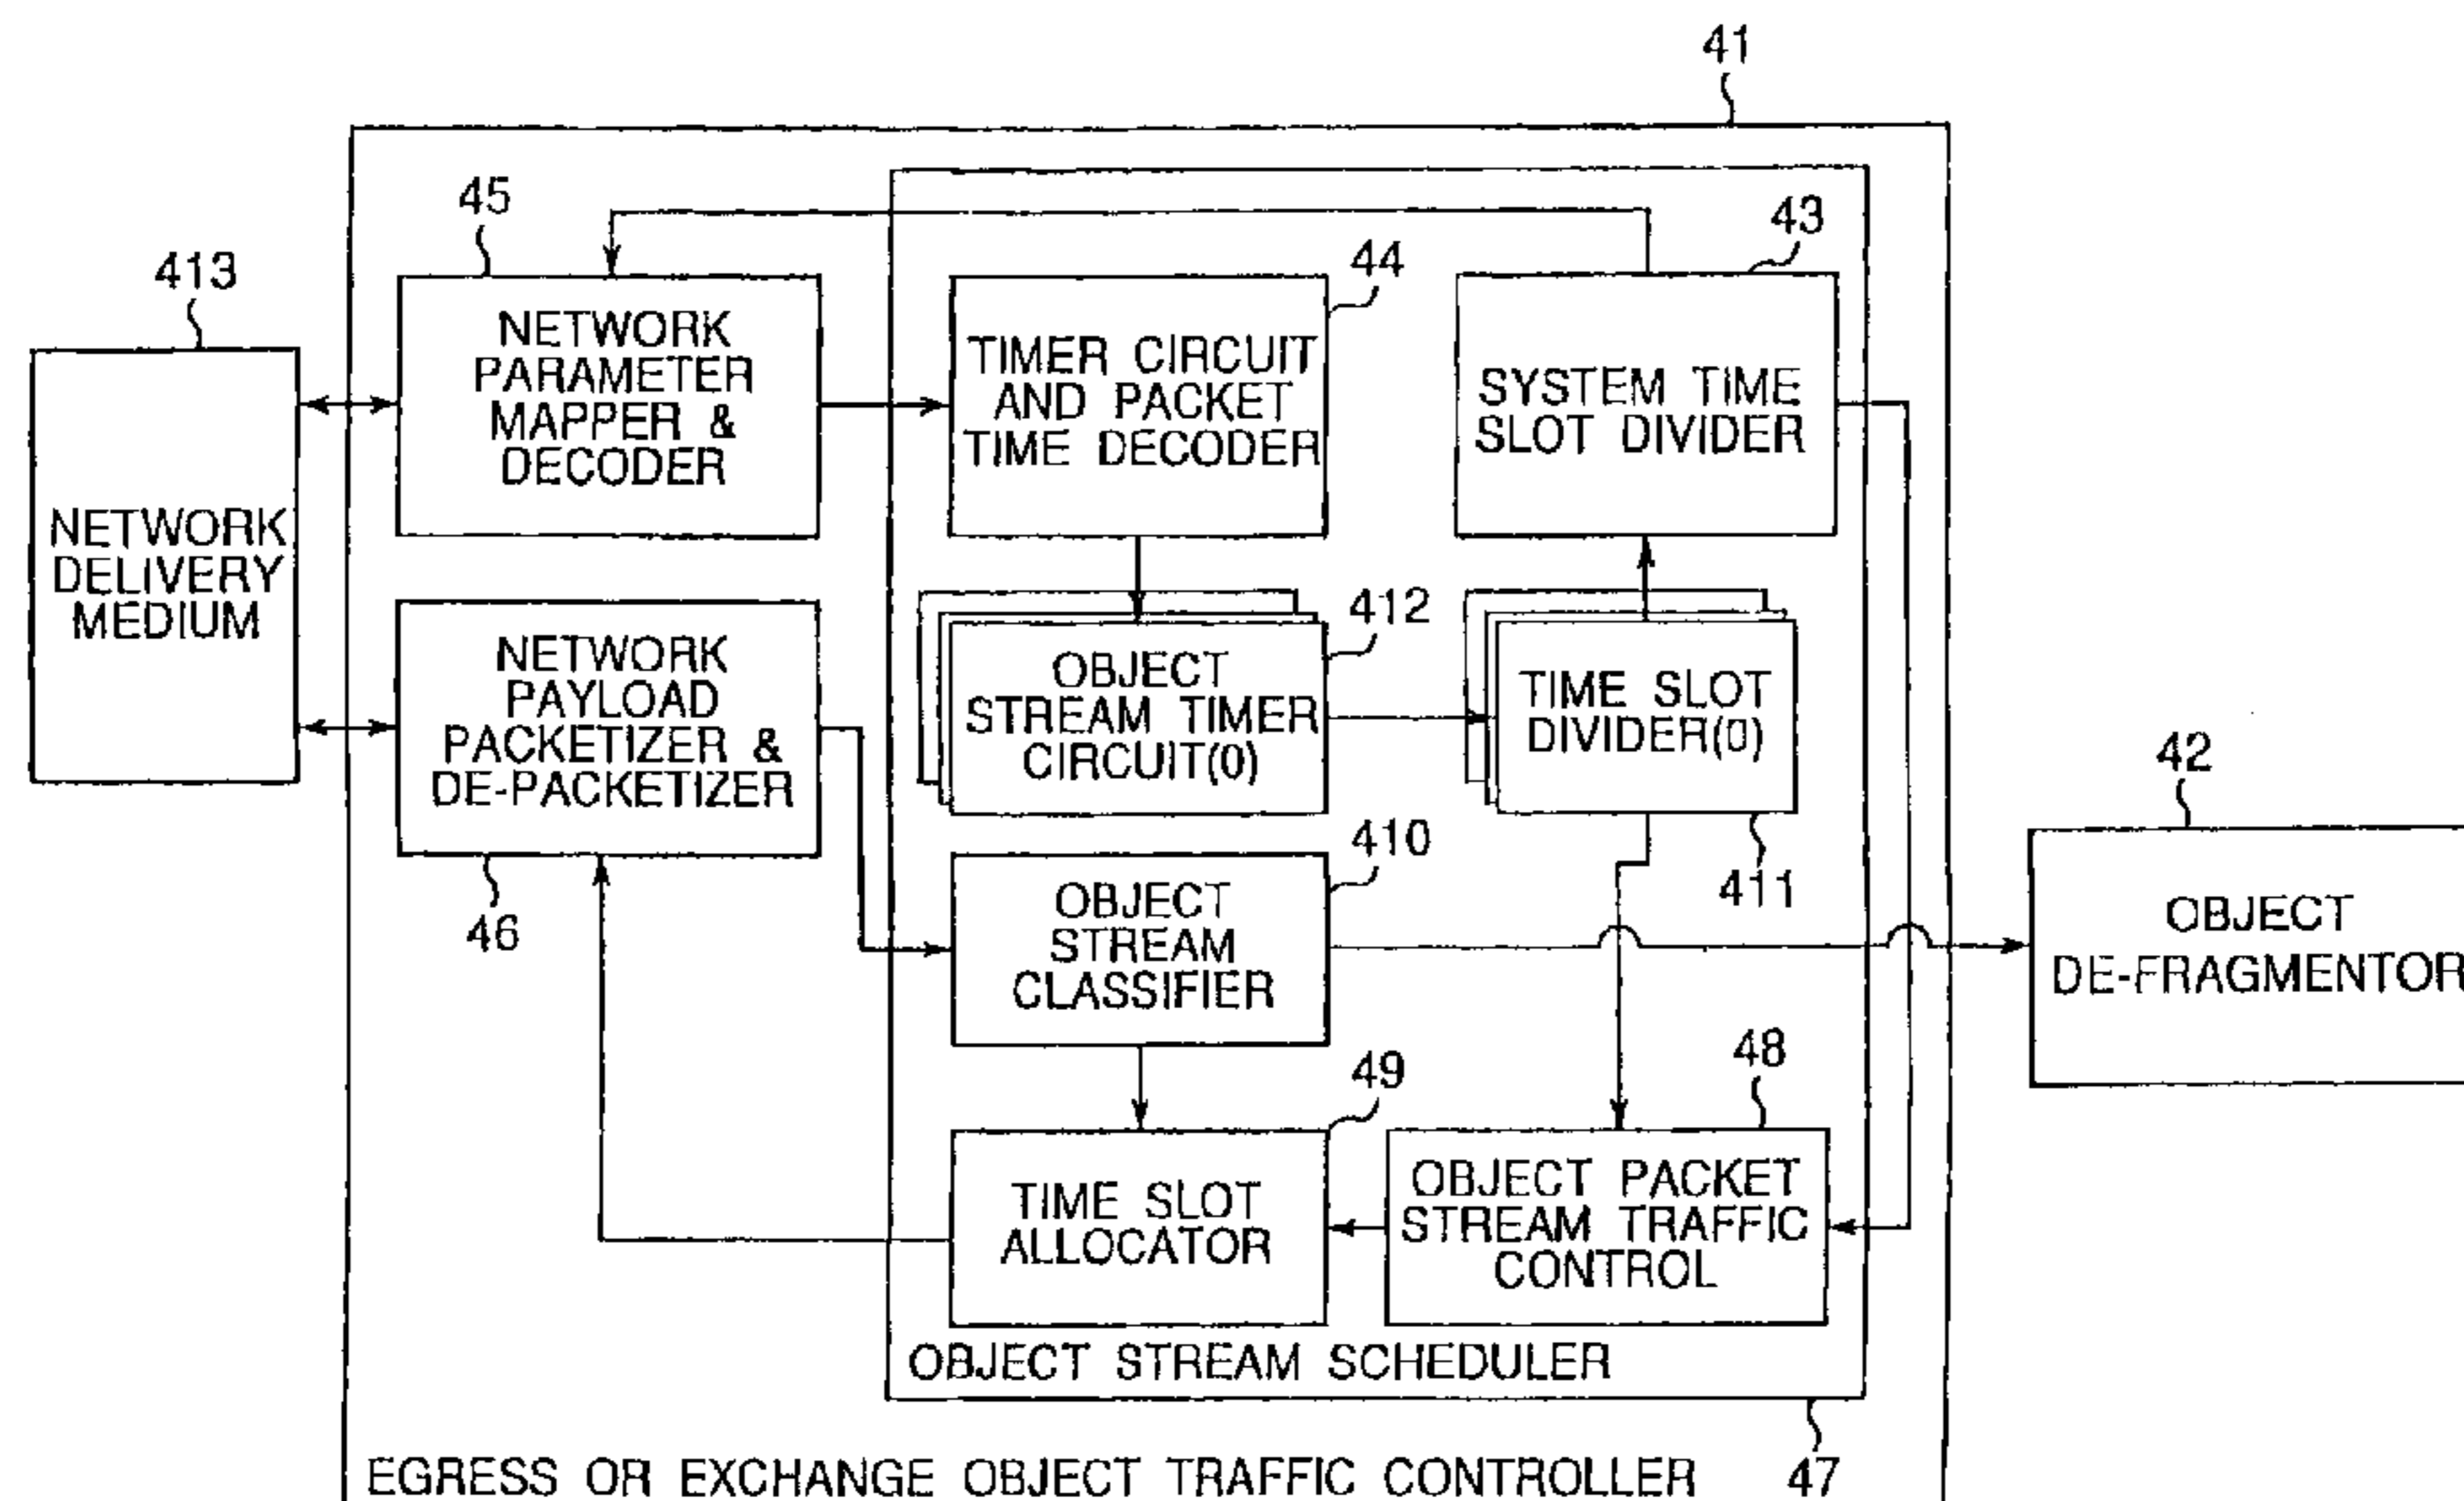 41
45
43
44
413
NETWORK
PARAMETER
MAPPER &
DECODER
TIMER CIRCUIT
AND PACKET
TIME DECODER
SYSTEM TIME
SLOT DIVIDER
NETWORK
DELIVERY
MEDIUM
412
NETWORK
PAYLOAD
PACKETIZER &
DE-PACKETIZER
OBJECT
STREAM TIMER
CIRCUIT(0)
TIME SLOT
DIVIDER(0)
42
410
411
46
OBJECT
STREAM
CLASSIFIER
OBJECT
DE-FRAGMENTOR
49
48
TIME SLOT
ALLOCATOR
OBJECT PACKET
STREAM TRAFFIC
CONTROL
OBJECT STREAM SCHEDULER
EGRESS OR EXCHANGE OBJECT TRAFFIC CONTROLLER
47